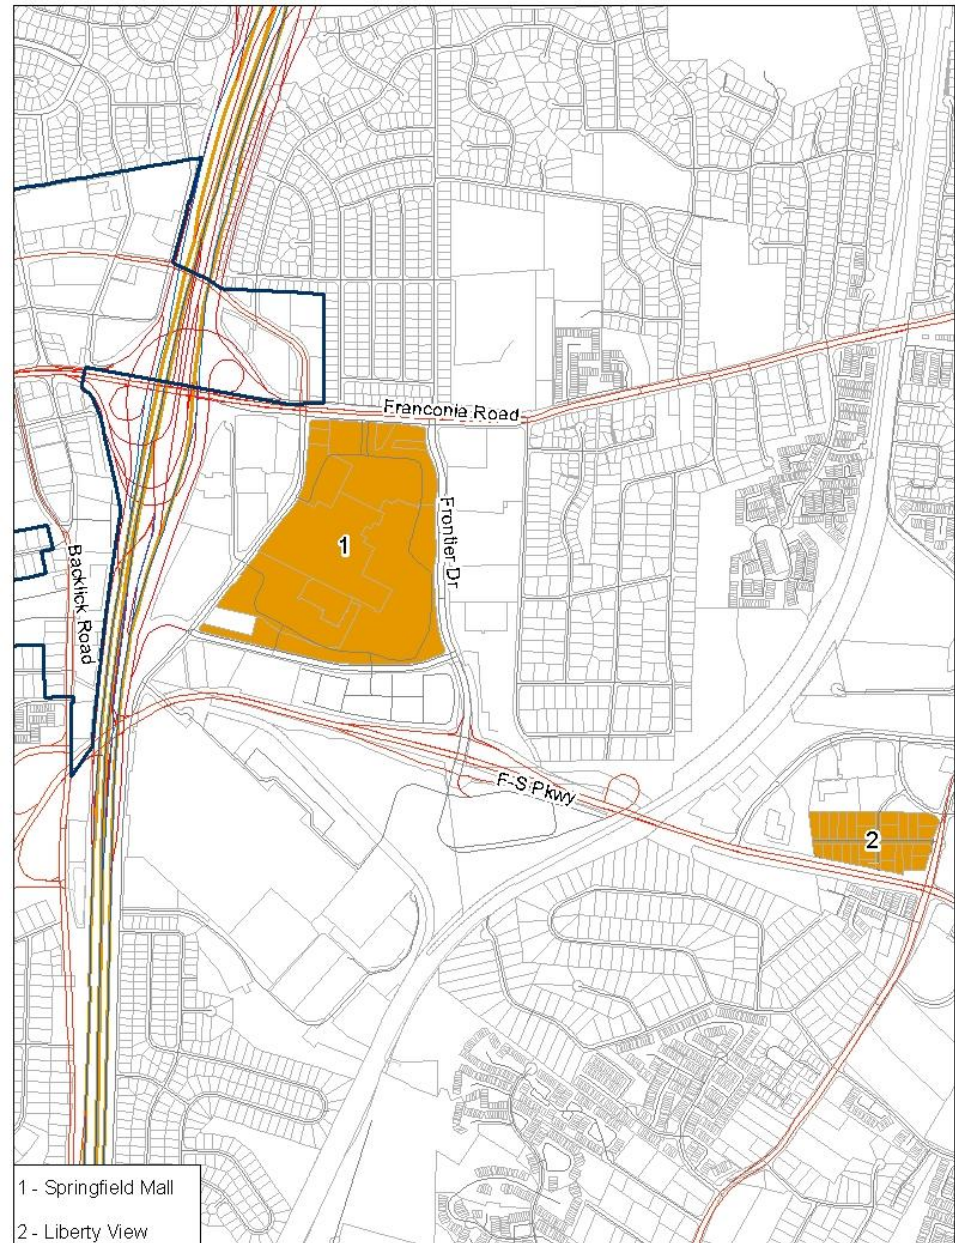 Franconia Road
1
Frontier Dr
Backlick Road
F-S Pkwy
2
1 - Springfield Mall
2 - Liberty View